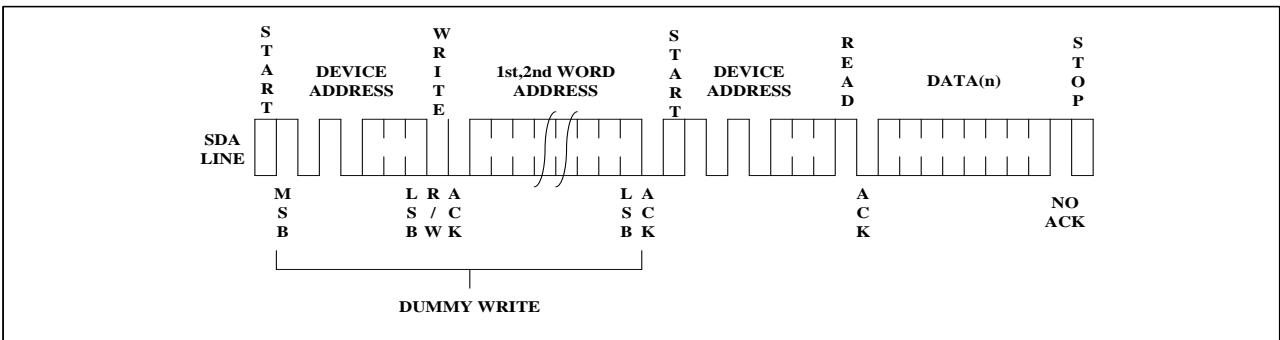 START
WRITE
START
READ
STOP
DEVICE
ADDRESS
1st,2nd WORD
ADDRESS
DEVICE
ADDRESS
DATA(n)
SDA
LINE
MSB
LSB
R/W
ACK
LSB
ACK
ACK
NO
ACK
DUMMY WRITE